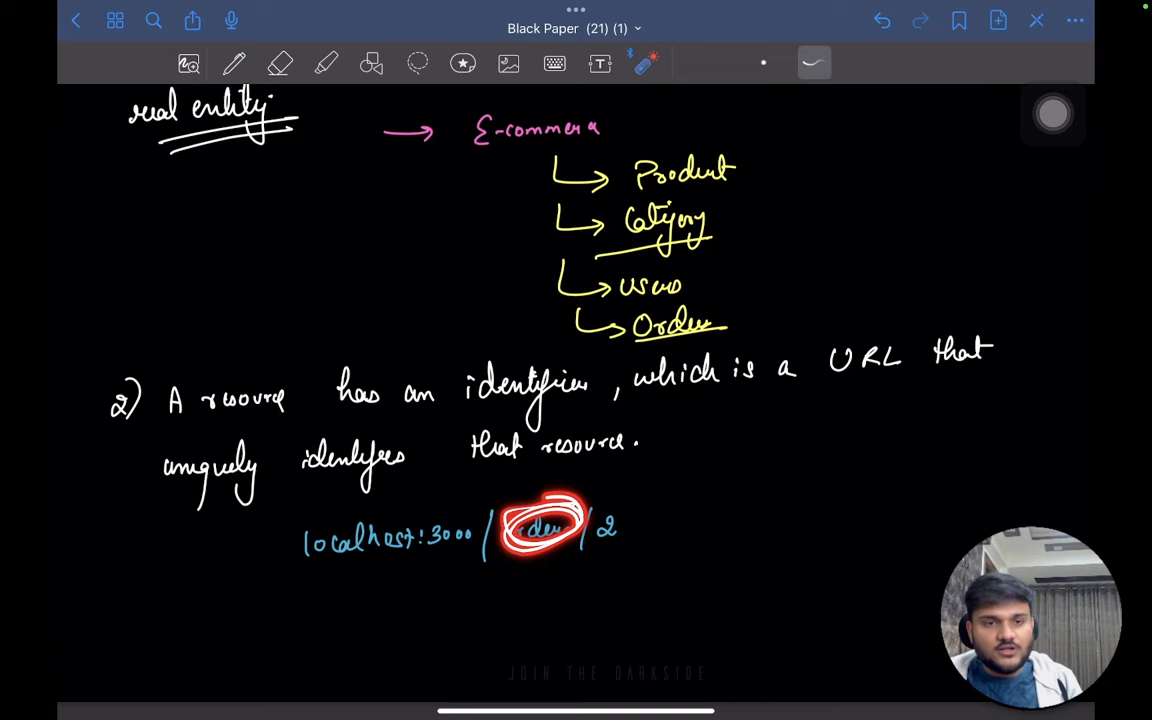 Black Paper (21) (1)
real entity
→ E-commerce
Product
Category
Users
Order
2) A resource has an identifier, which is a URL that
uniquely identifies that resource.
localhost:3000/order/2
JOIN THE DARKSIDE